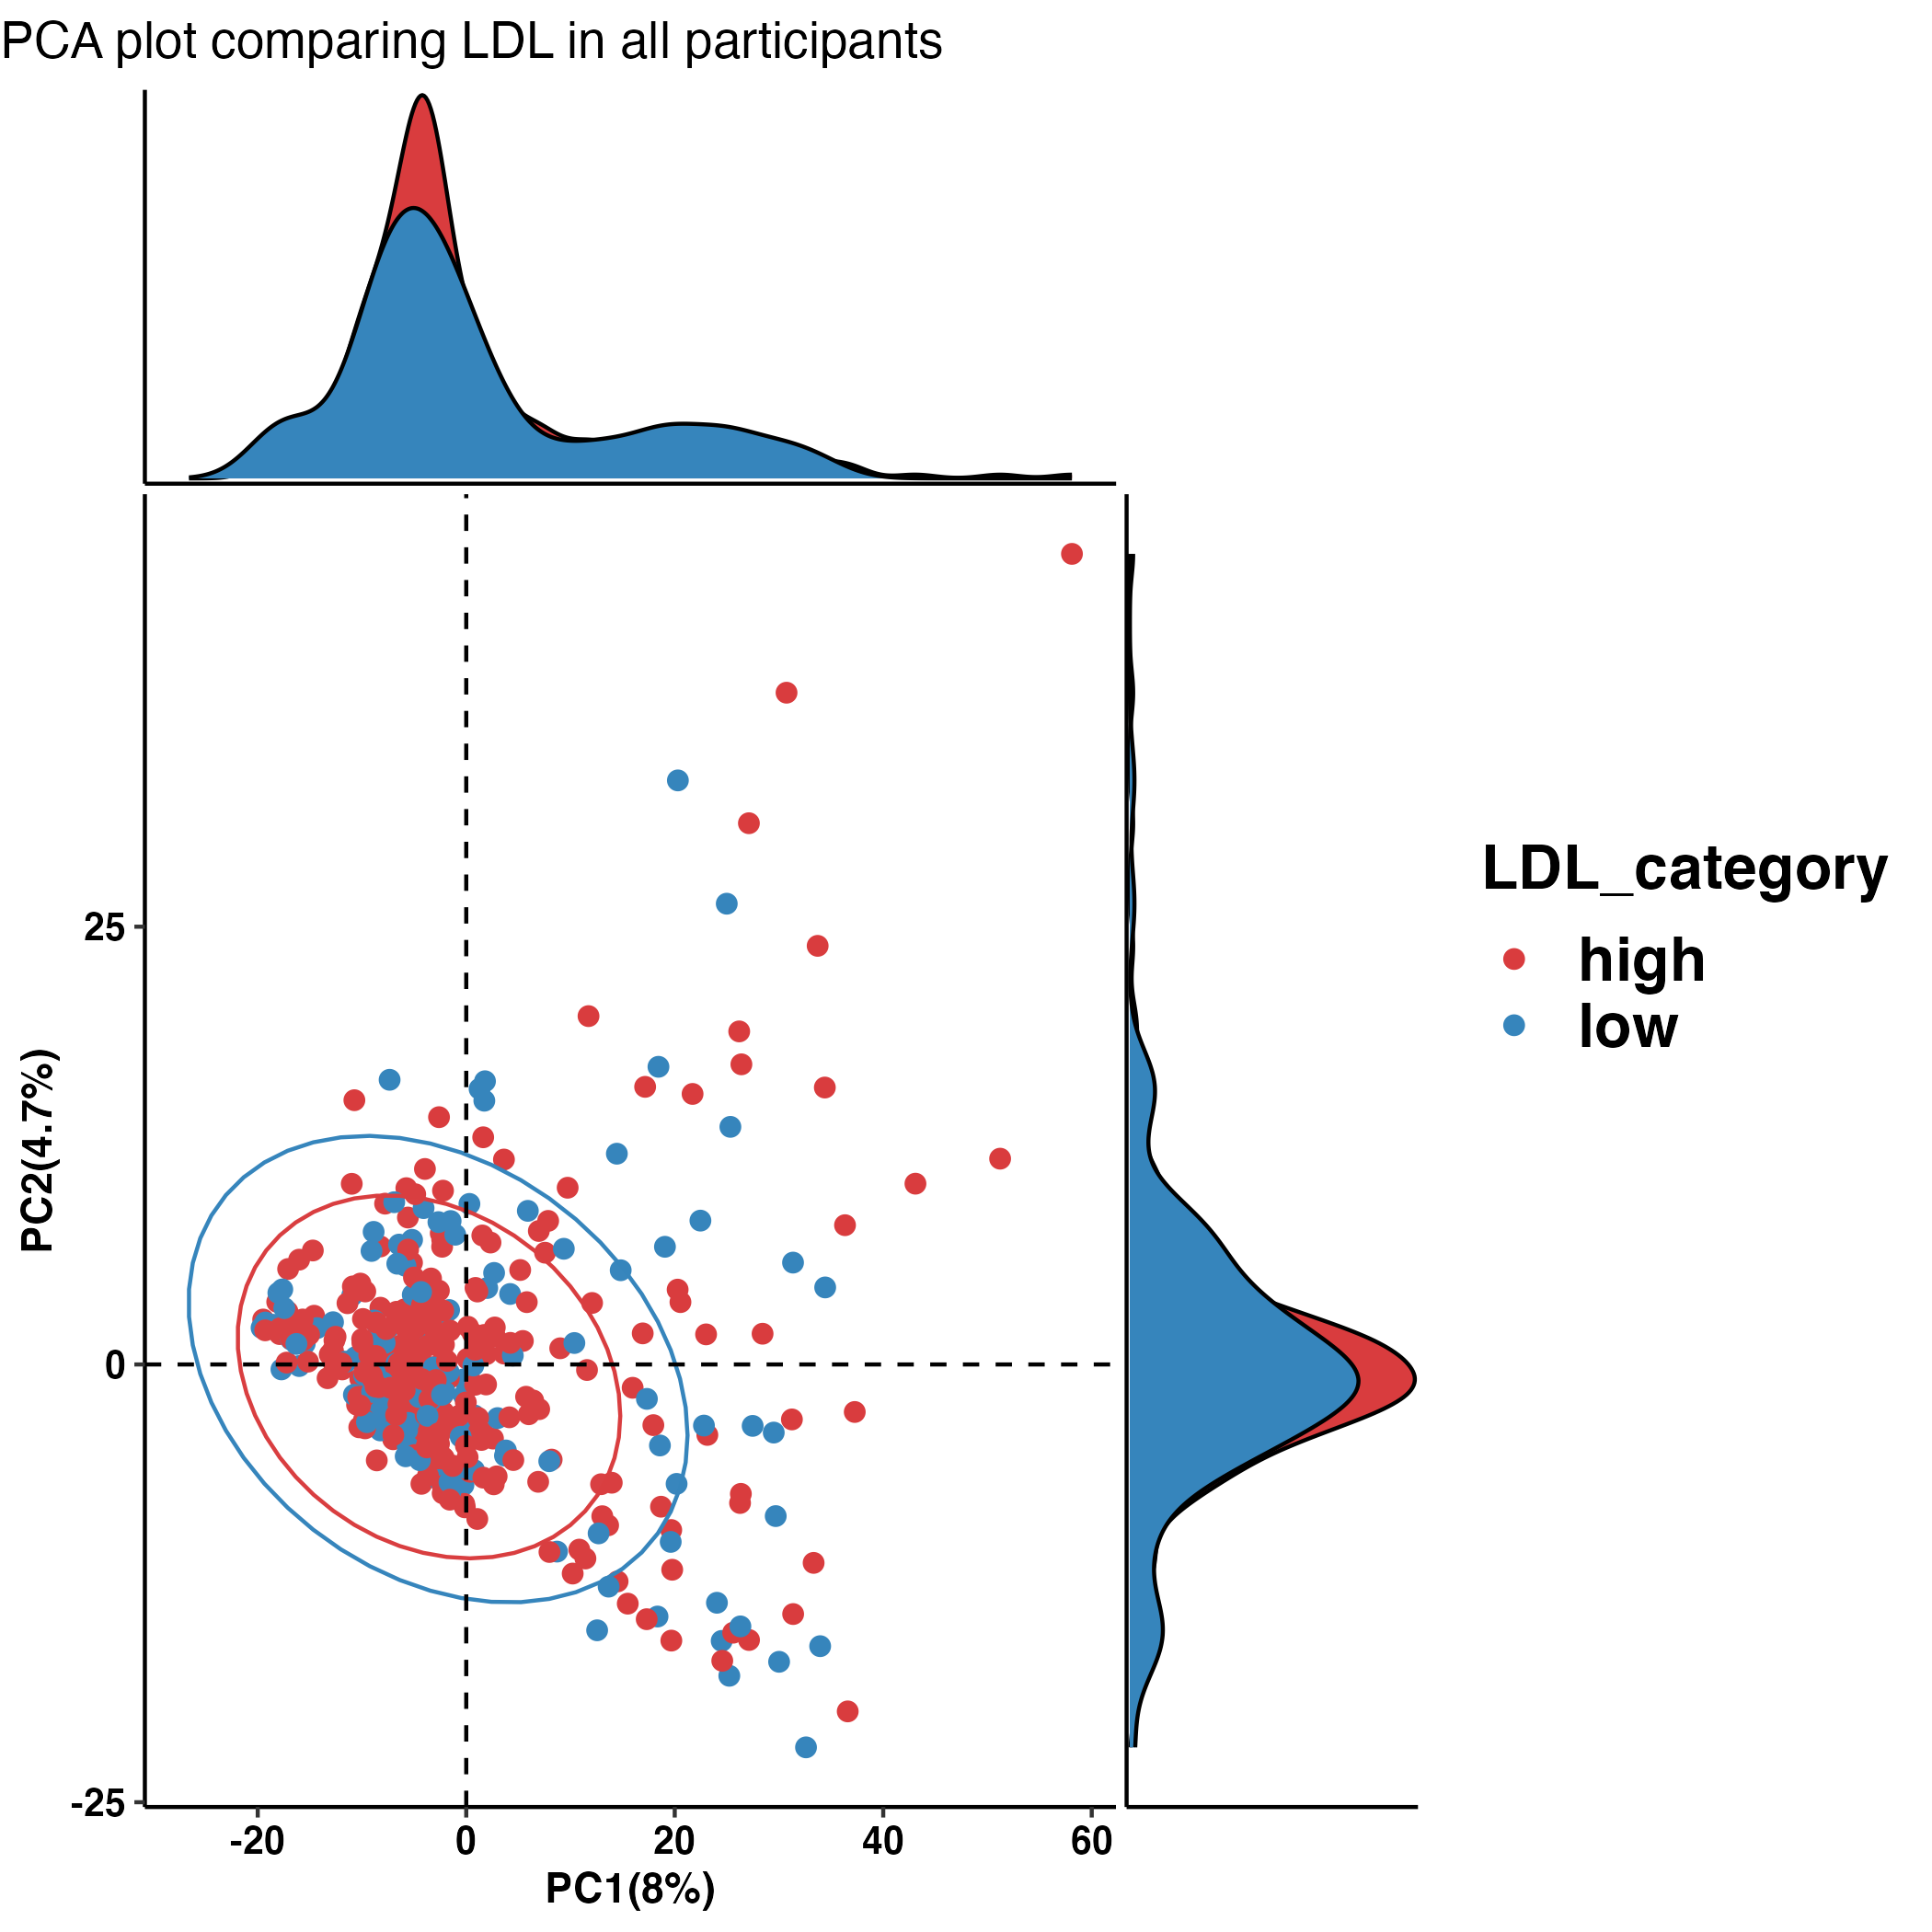 PCA plot comparing LDL in all participants
25
0
-25
PC2(4.7%)
-20 0 20 40 60
PC1(8%)
LDL_category
high
low